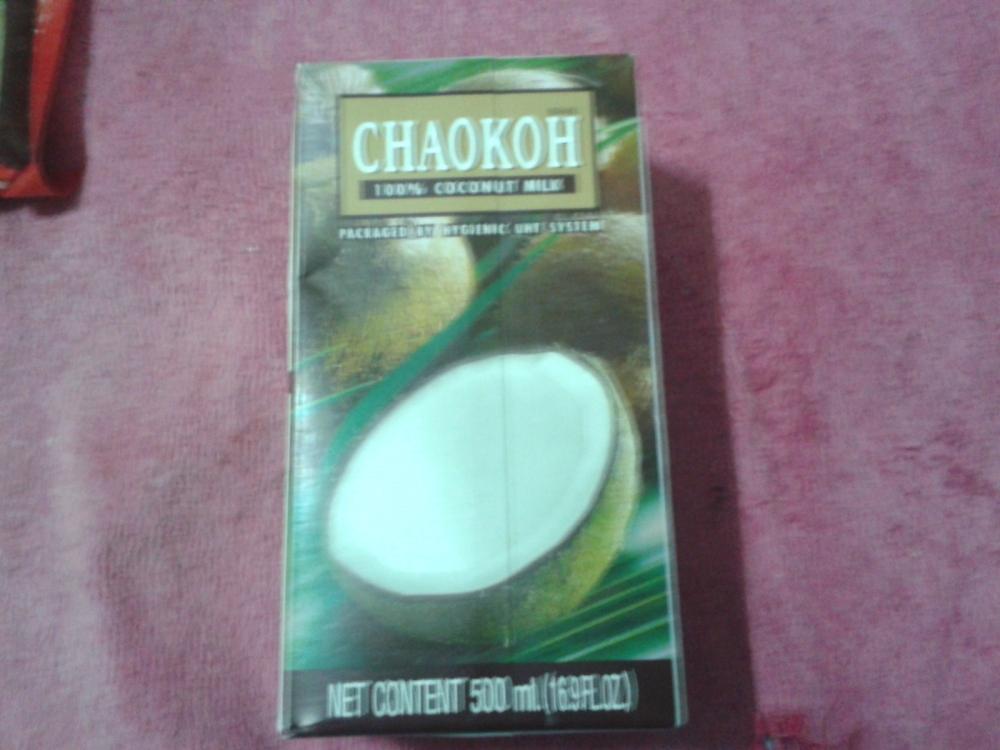 CHAOKOH
100% COCONUT MILK
PACKAGED BY HYGIENIC UHT SYSTEM
NET CONTENT 500 ml. (16.9 FL.OZ.)